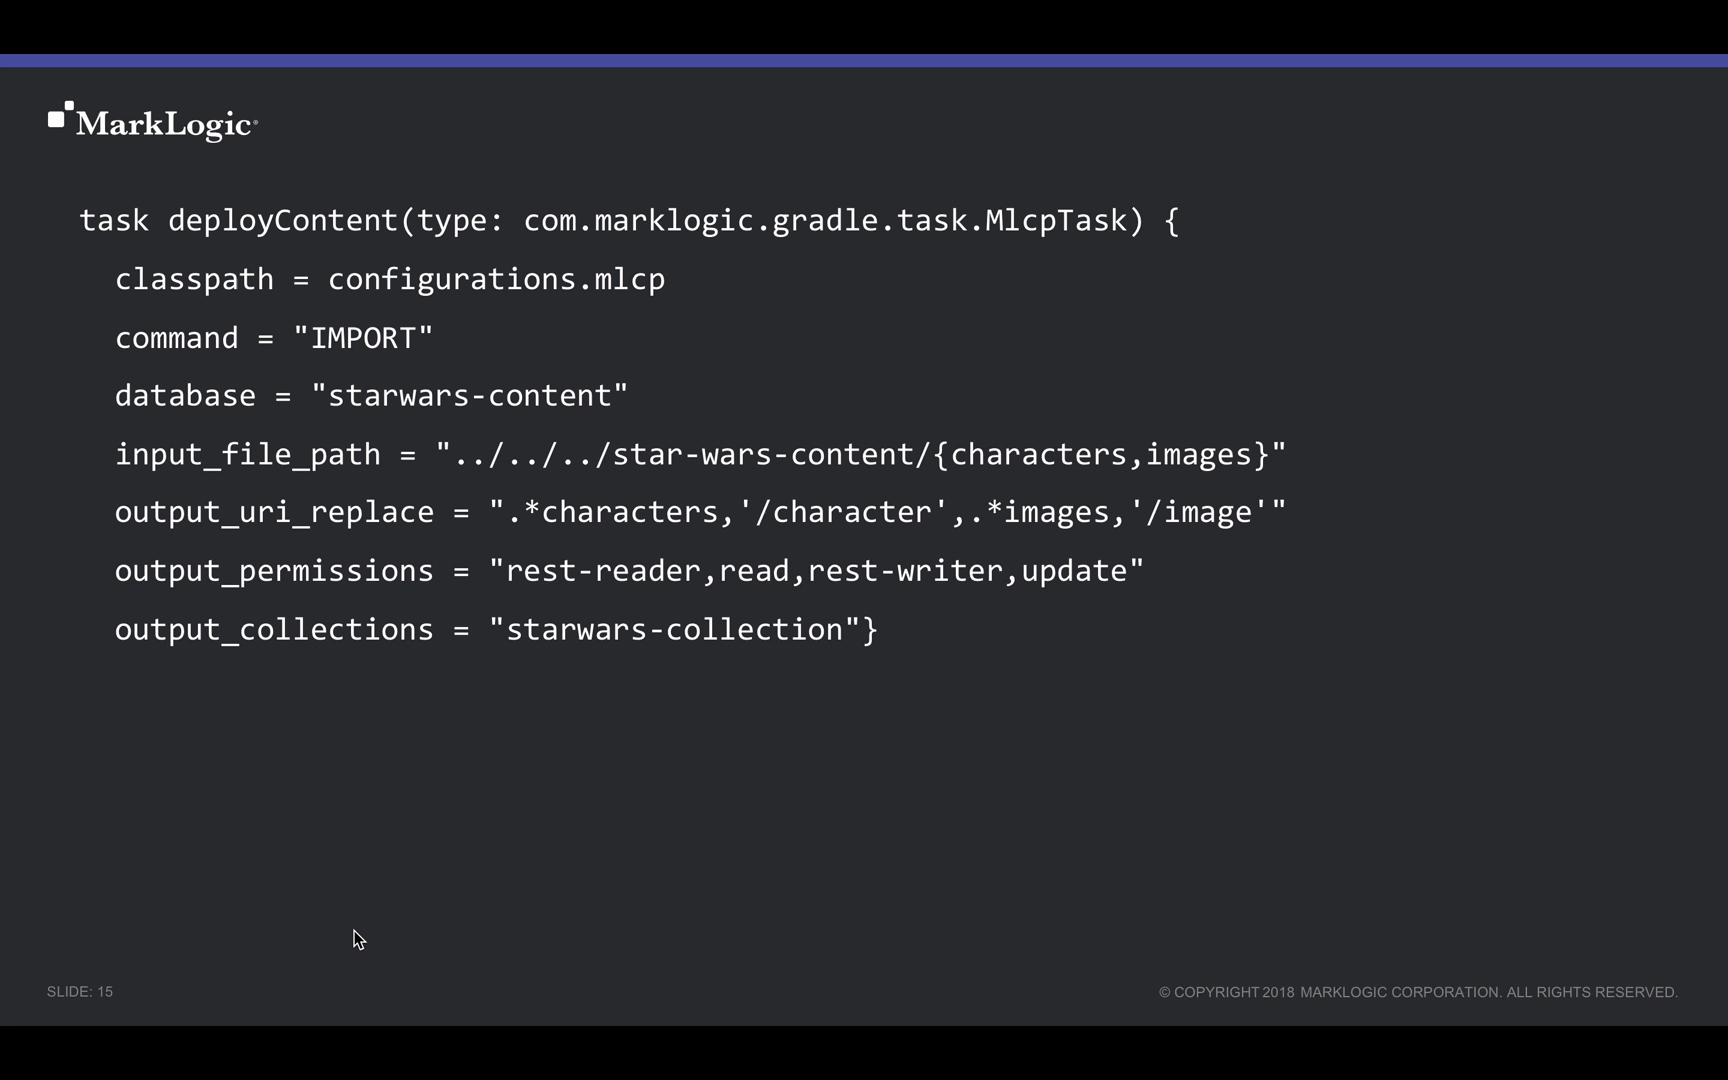 MarkLogic®
task deployContent(type: com.marklogic.gradle.task.MlcpTask) {
classpath = configurations.mlcp
command = "IMPORT"
database = "starwars-content"
input_file_path = "../../../star-wars-content/{characters,images}"
output_uri_replace = ".*characters,'/character',.*images,'/image'"
output_permissions = "rest-reader,read,rest-writer,update"
output_collections = "starwars-collection"}
SLIDE: 15
© COPYRIGHT 2018 MARKLOGIC CORPORATION. ALL RIGHTS RESERVED.